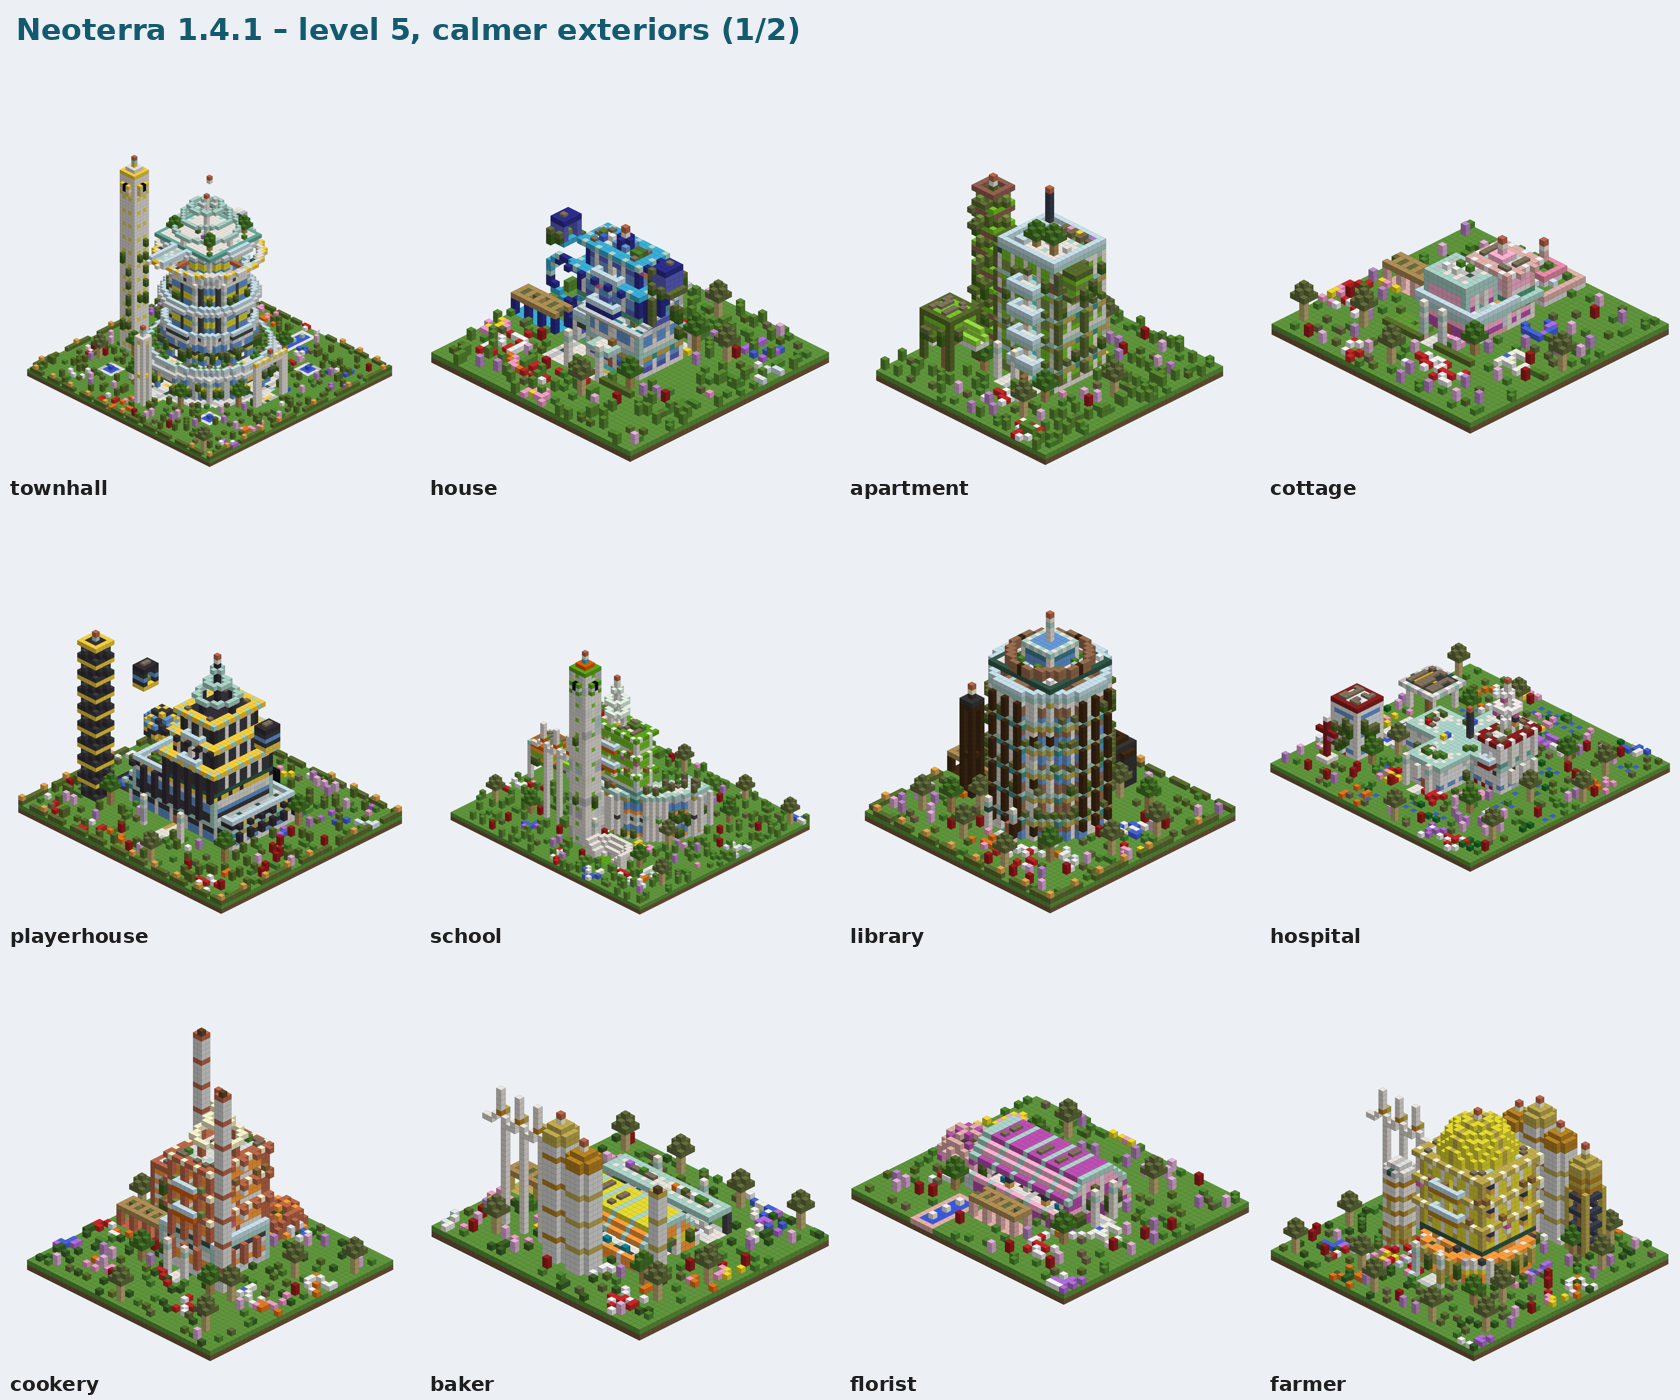 Neoterra 1.4.1 – level 5, calmer exteriors (1/2)
townhall
house
apartment
cottage
playerhouse
school
library
hospital
cookery
baker
florist
farmer